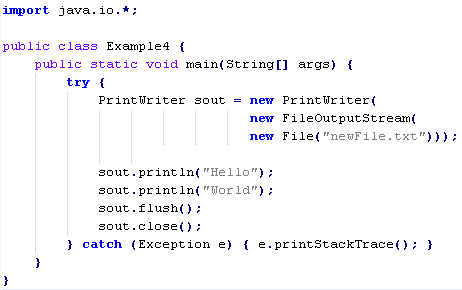 import java.io.*;
public class Example4 {
public static void main(String[] args) {
try {
PrintWriter sout = new PrintWriter(
new FileOutputStream(
new File("newFile.txt")));
sout.println("Hello");
sout.println("World");
sout.flush();
sout.close();
} catch (Exception e) { e.printStackTrace(); }
}
}